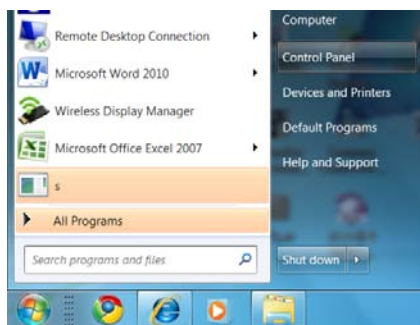 Remote Desktop Connection
Microsoft Word 2010
Wireless Display Manager
Microsoft Office Excel 2007
s
All Programs
Search programs and files
Computer
Control Panel
Devices and Printers
Default Programs
Help and Support
Shut down